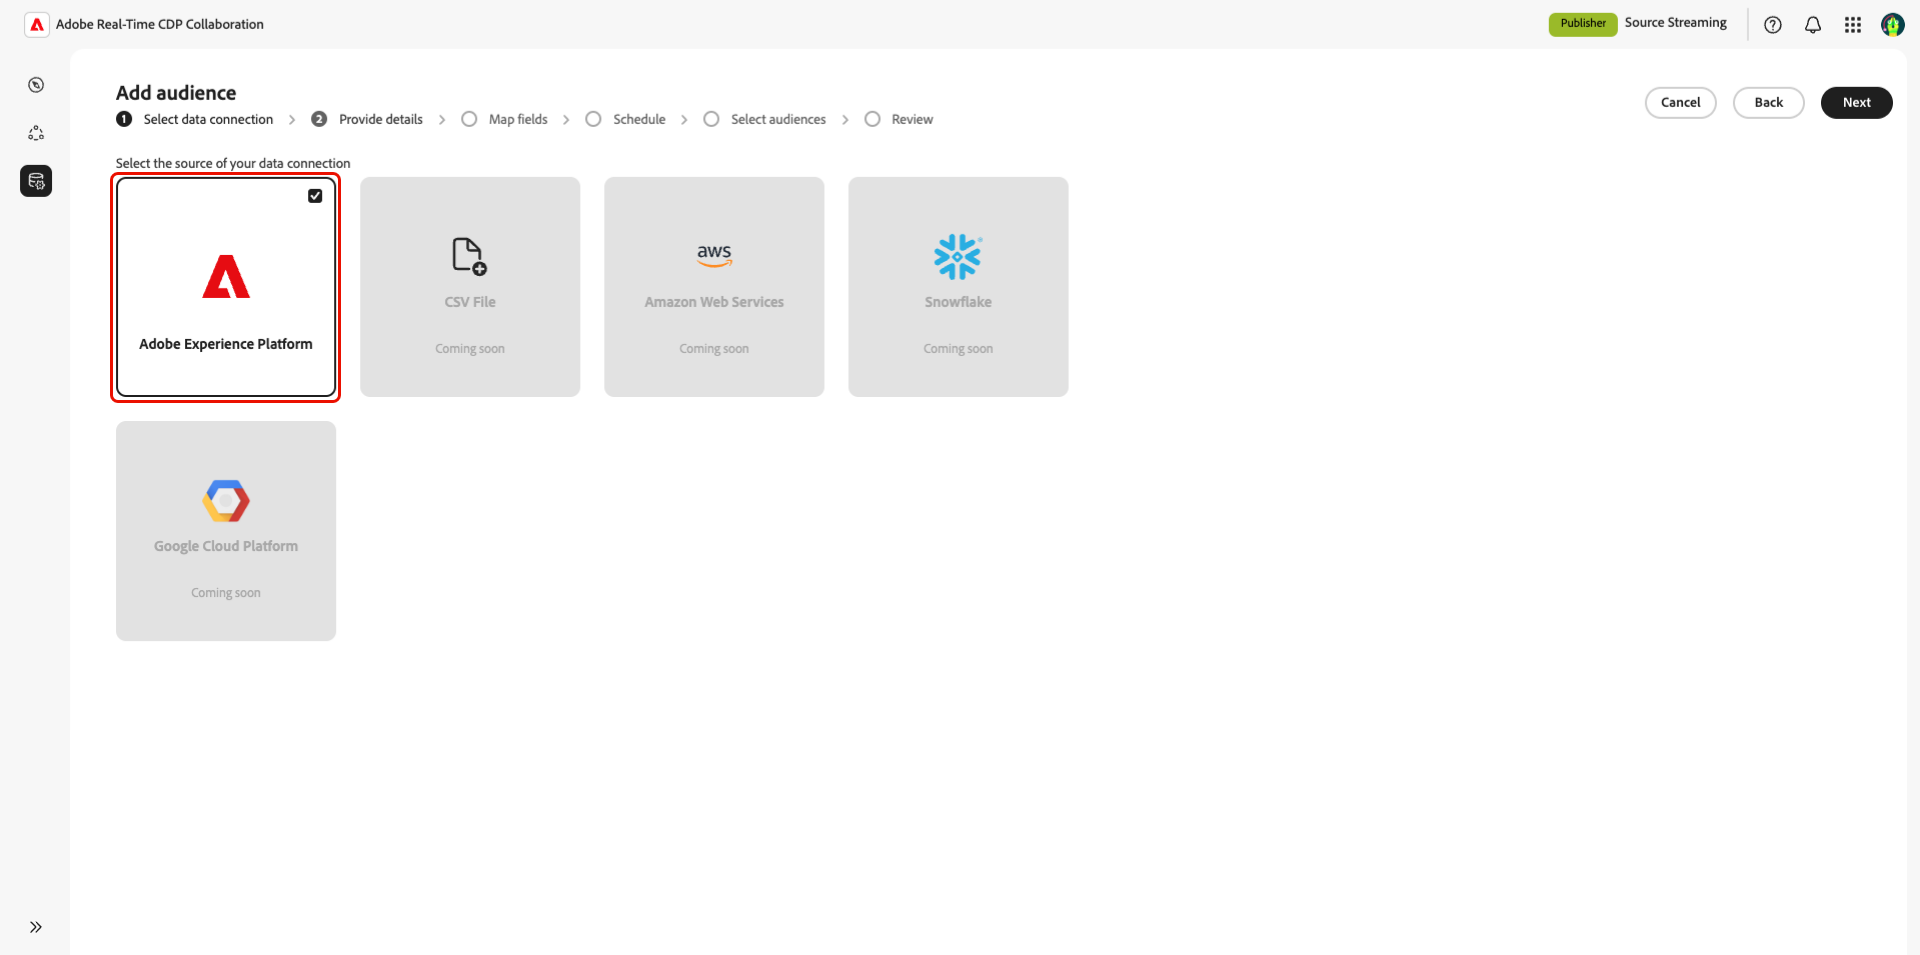 Adobe Real-Time CDP Collaboration
Publisher
Source Streaming
Add audience
Cancel
Back
Next
1 Select data connection
2 Provide details
Map fields
Schedule
Select audiences
Review
Select the source of your data connection
Adobe Experience Platform
CSV File
Coming soon
aws
Amazon Web Services
Coming soon
Snowflake
Coming soon
Google Cloud Platform
Coming soon